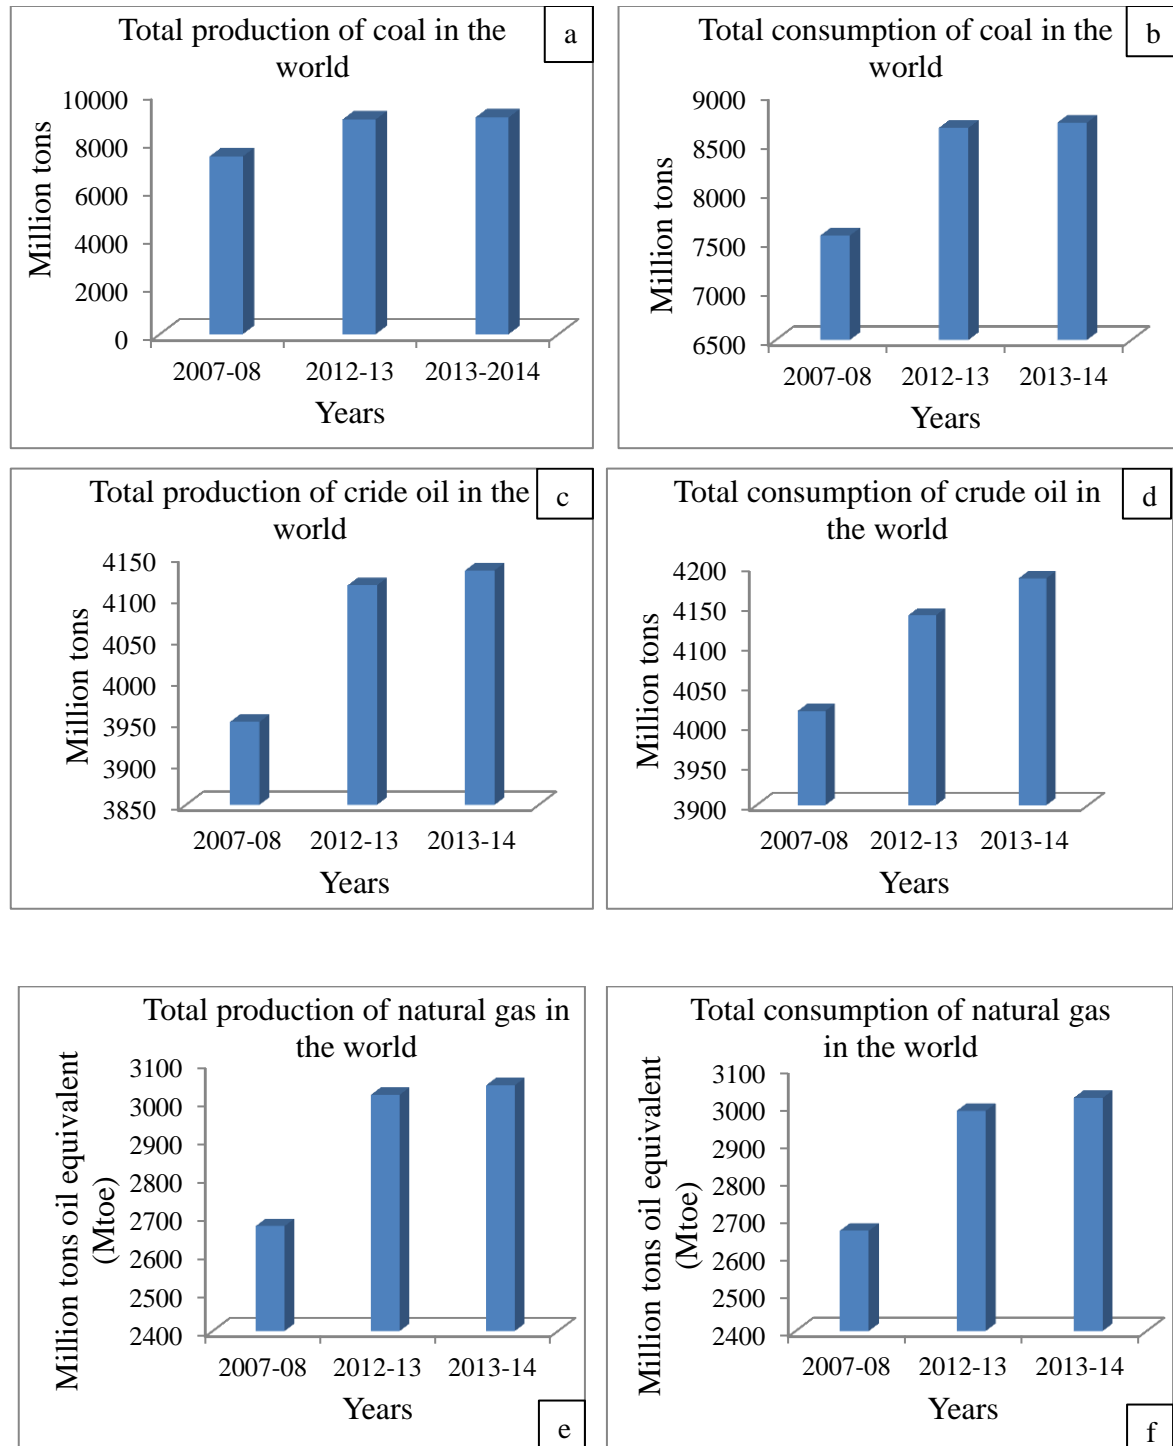 Total production of coal in the
world
a
Million tons
10000
8000
6000
4000
2000
0
2007-08 2012-13 2013-2014
Years
Total consumption of coal in the
world
b
Million tons
9000
8500
8000
7500
7000
6500
2007-08 2012-13 2013-14
Years
Total production of cride oil in the
world
c
Million tons
4150
4100
4050
4000
3950
3900
3850
2007-08 2012-13 2013-14
Years
Total consumption of crude oil in
the world
d
Million tons
4200
4150
4100
4050
4000
3950
3900
2007-08 2012-13 2013-14
Years
Total production of natural gas in
the world
Million tons oil equivalent
(Mtoe)
3100
3000
2900
2800
2700
2600
2500
2400
2007-08 2012-13 2013-14
Years
e
Total consumption of natural gas
in the world
Million tons oil equivalent
(Mtoe)
3100
3000
2900
2800
2700
2600
2500
2400
2007-08 2012-13 2013-14
Years
f